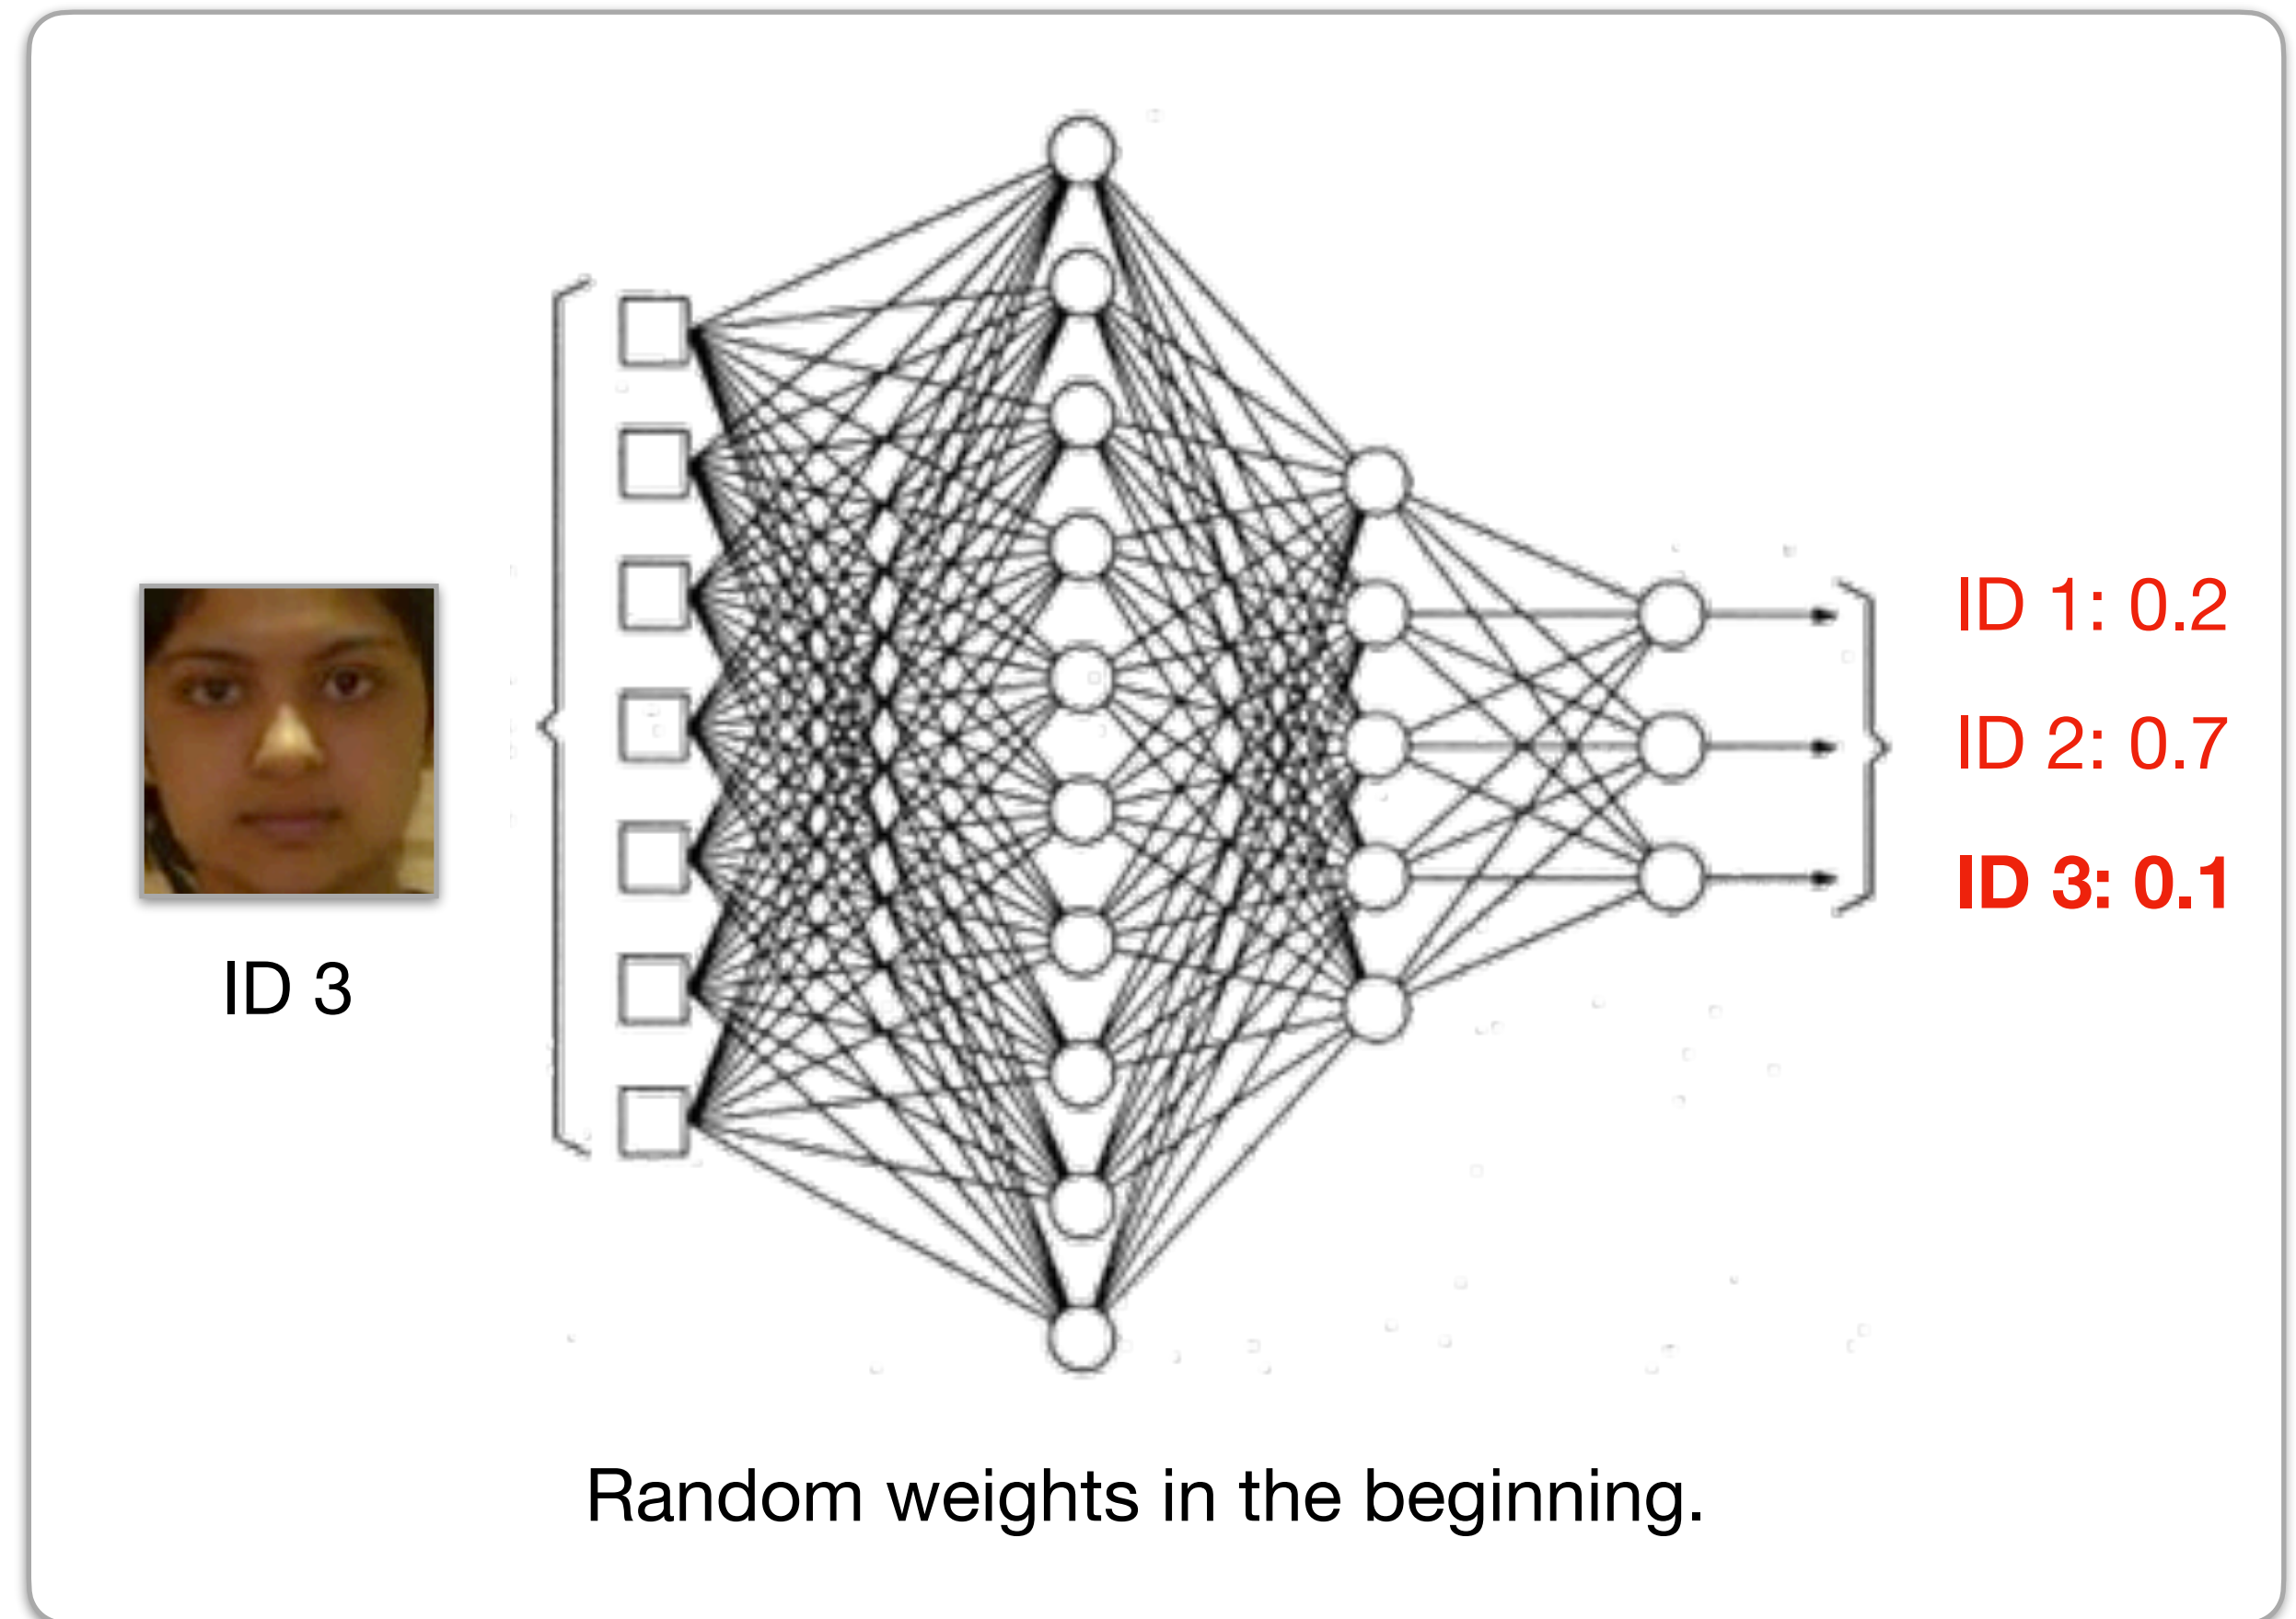 ID 1: 0.2
ID 2: 0.7
ID 3: 0.1
ID 3
Random weights in the beginning.